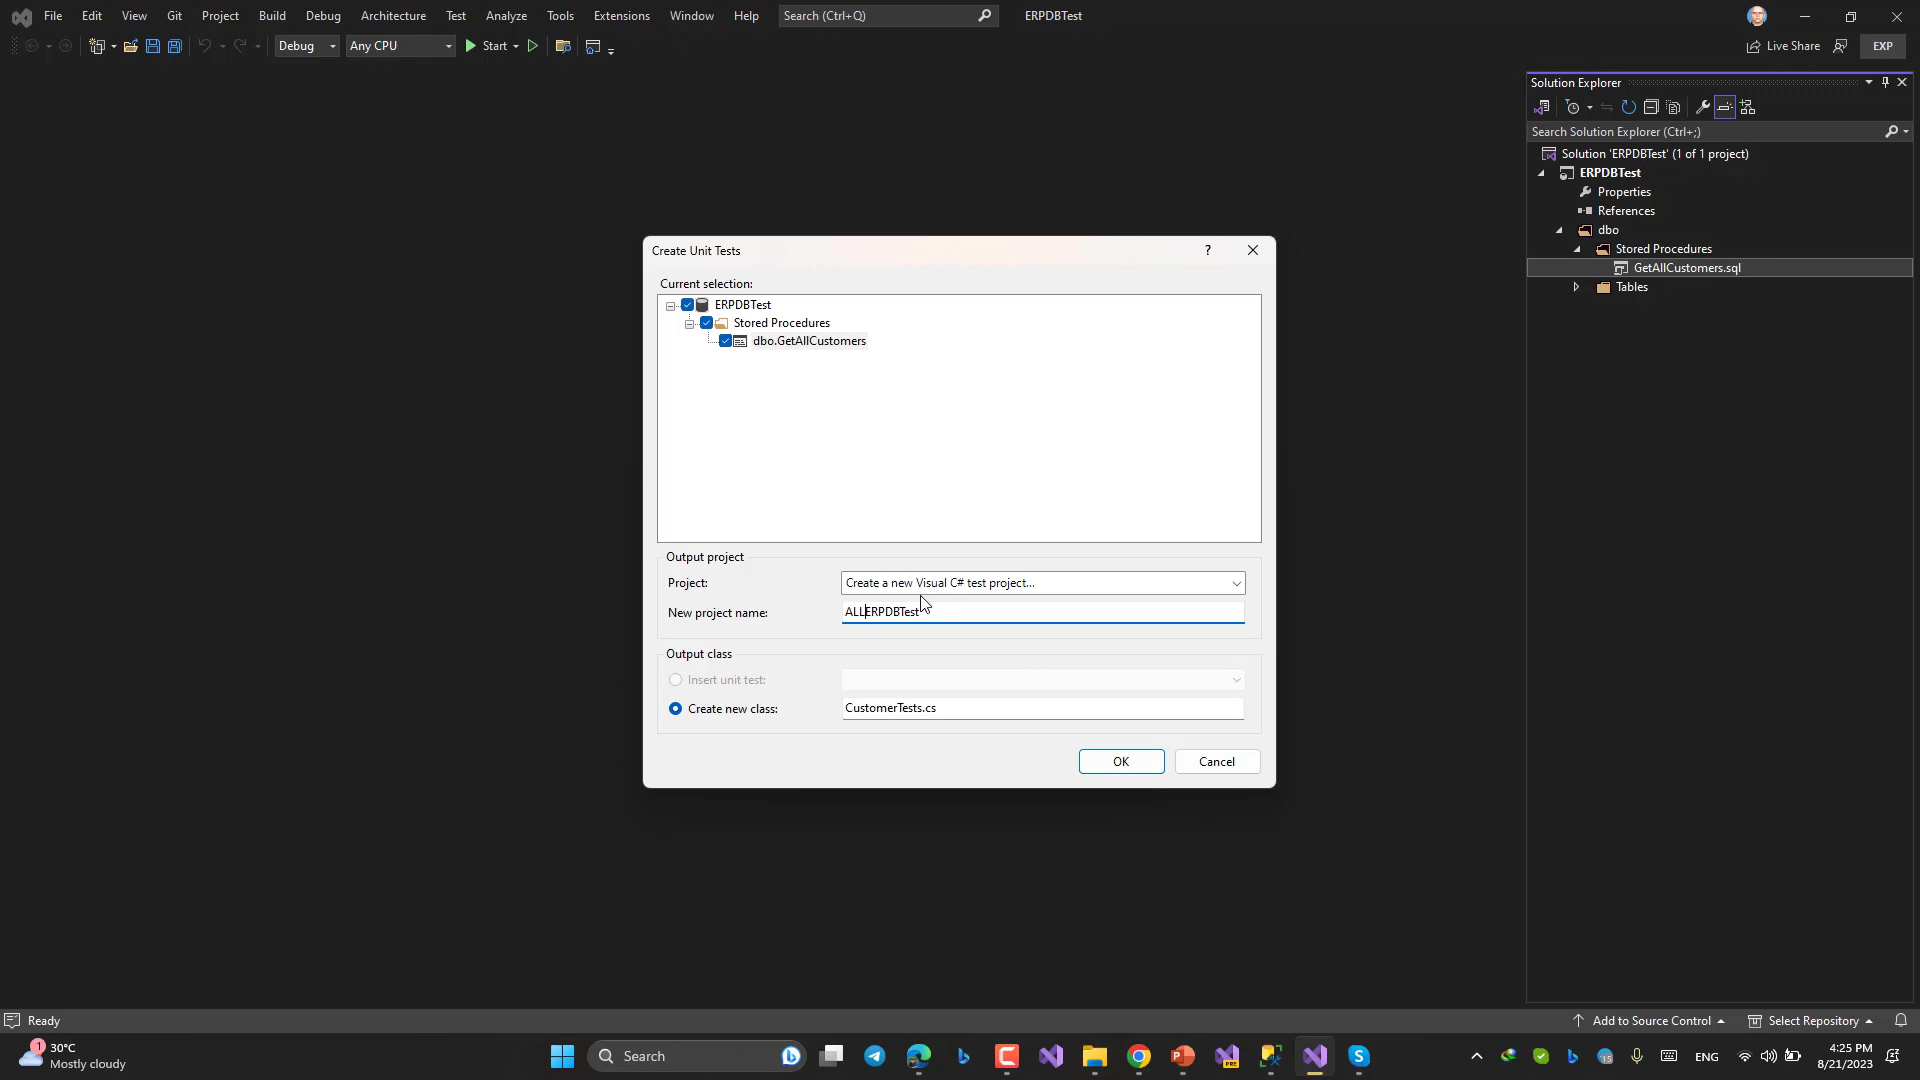 File Edit View Git Project Build Debug Architecture Test Analyze Tools Extensions Window Help Search (Ctrl+Q) ERPDBTest
Debug Any CPU Start Live Share EXP
Solution Explorer
Search Solution Explorer (Ctrl+;)
Solution 'ERPDBTest' (1 of 1 project)
ERPDBTest
Properties
References
dbo
Stored Procedures
GetAllCustomers.sql
Tables
Create Unit Tests ?
Current selection:
ERPDBTest
Stored Procedures
dbo.GetAllCustomers
Output project
Project: Create a new Visual C# test project...
New project name: ALLERPDBTest
Output class
Insert unit test:
Create new class: CustomerTests.cs
OK Cancel
Ready Add to Source Control Select Repository
1 30°C
Mostly cloudy
Search
PRE
15
ENG
4:25 PM
8/21/2023